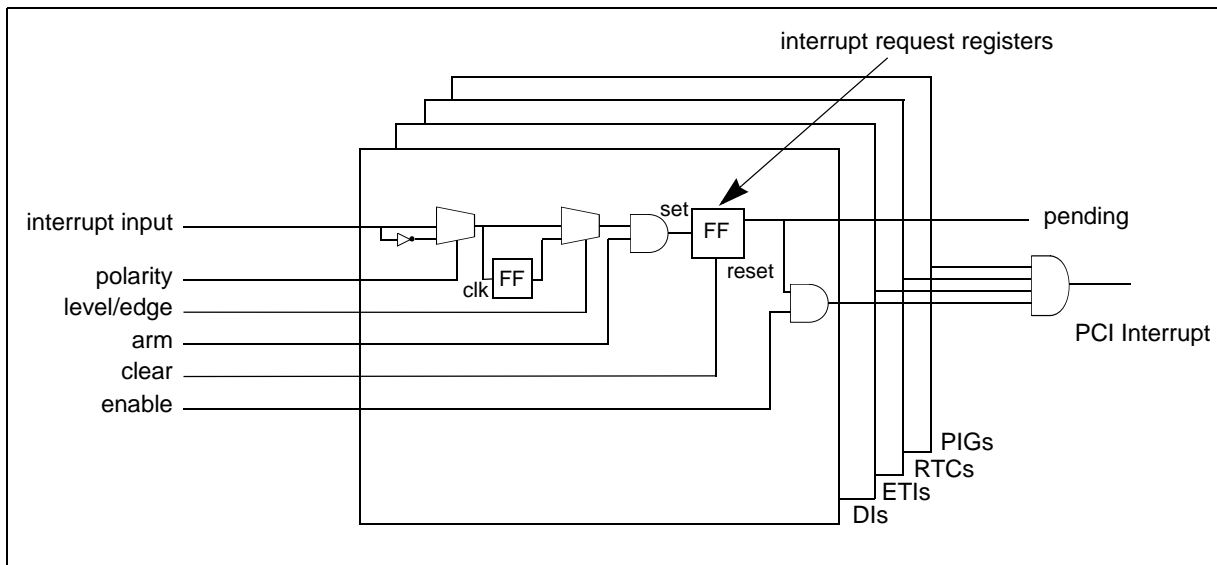 interrupt request registers
interrupt input
set
FF
pending
polarity
clk
FF
reset
level/edge
arm
PCI Interrupt
clear
enable
PIGs
RTCs
ETIs
DIs